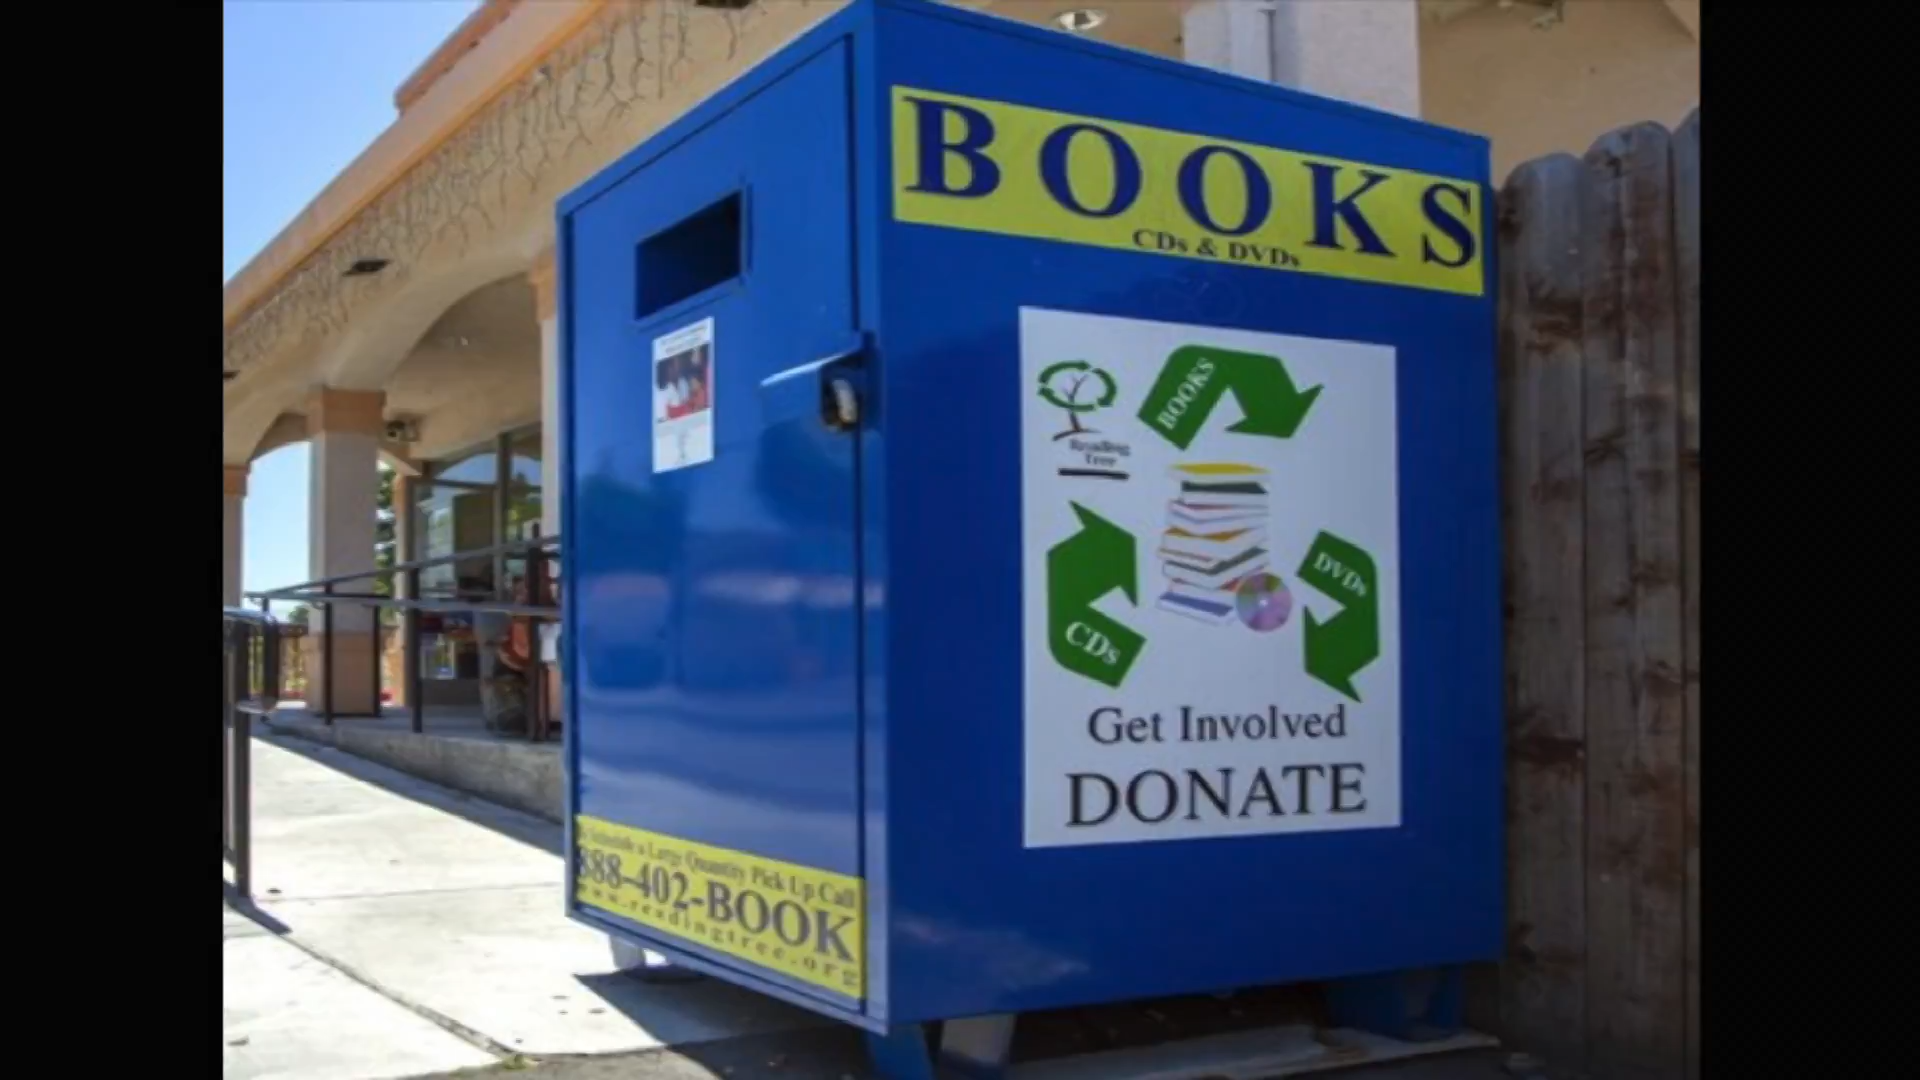 BOOKS
CDs & DVDs
BOOKS
Reading
Tree
DVDs
CDs
Get Involved
DONATE
Schedule a Large Quantity Pick Up Call
888-402-BOOK
www.readingtree.org